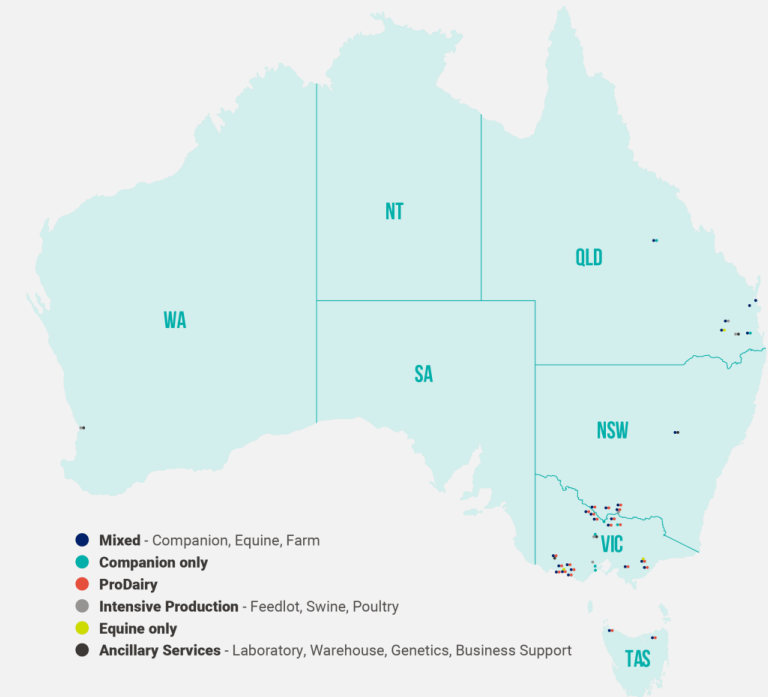 NT
QLD
WA
SA
NSW
VIC
Mixed - Companion, Equine, Farm
Companion only
ProDairy
Intensive Production - Feedlot, Swine, Poultry
Equine only
Ancillary Services - Laboratory, Warehouse, Genetics, Business Support
TAS